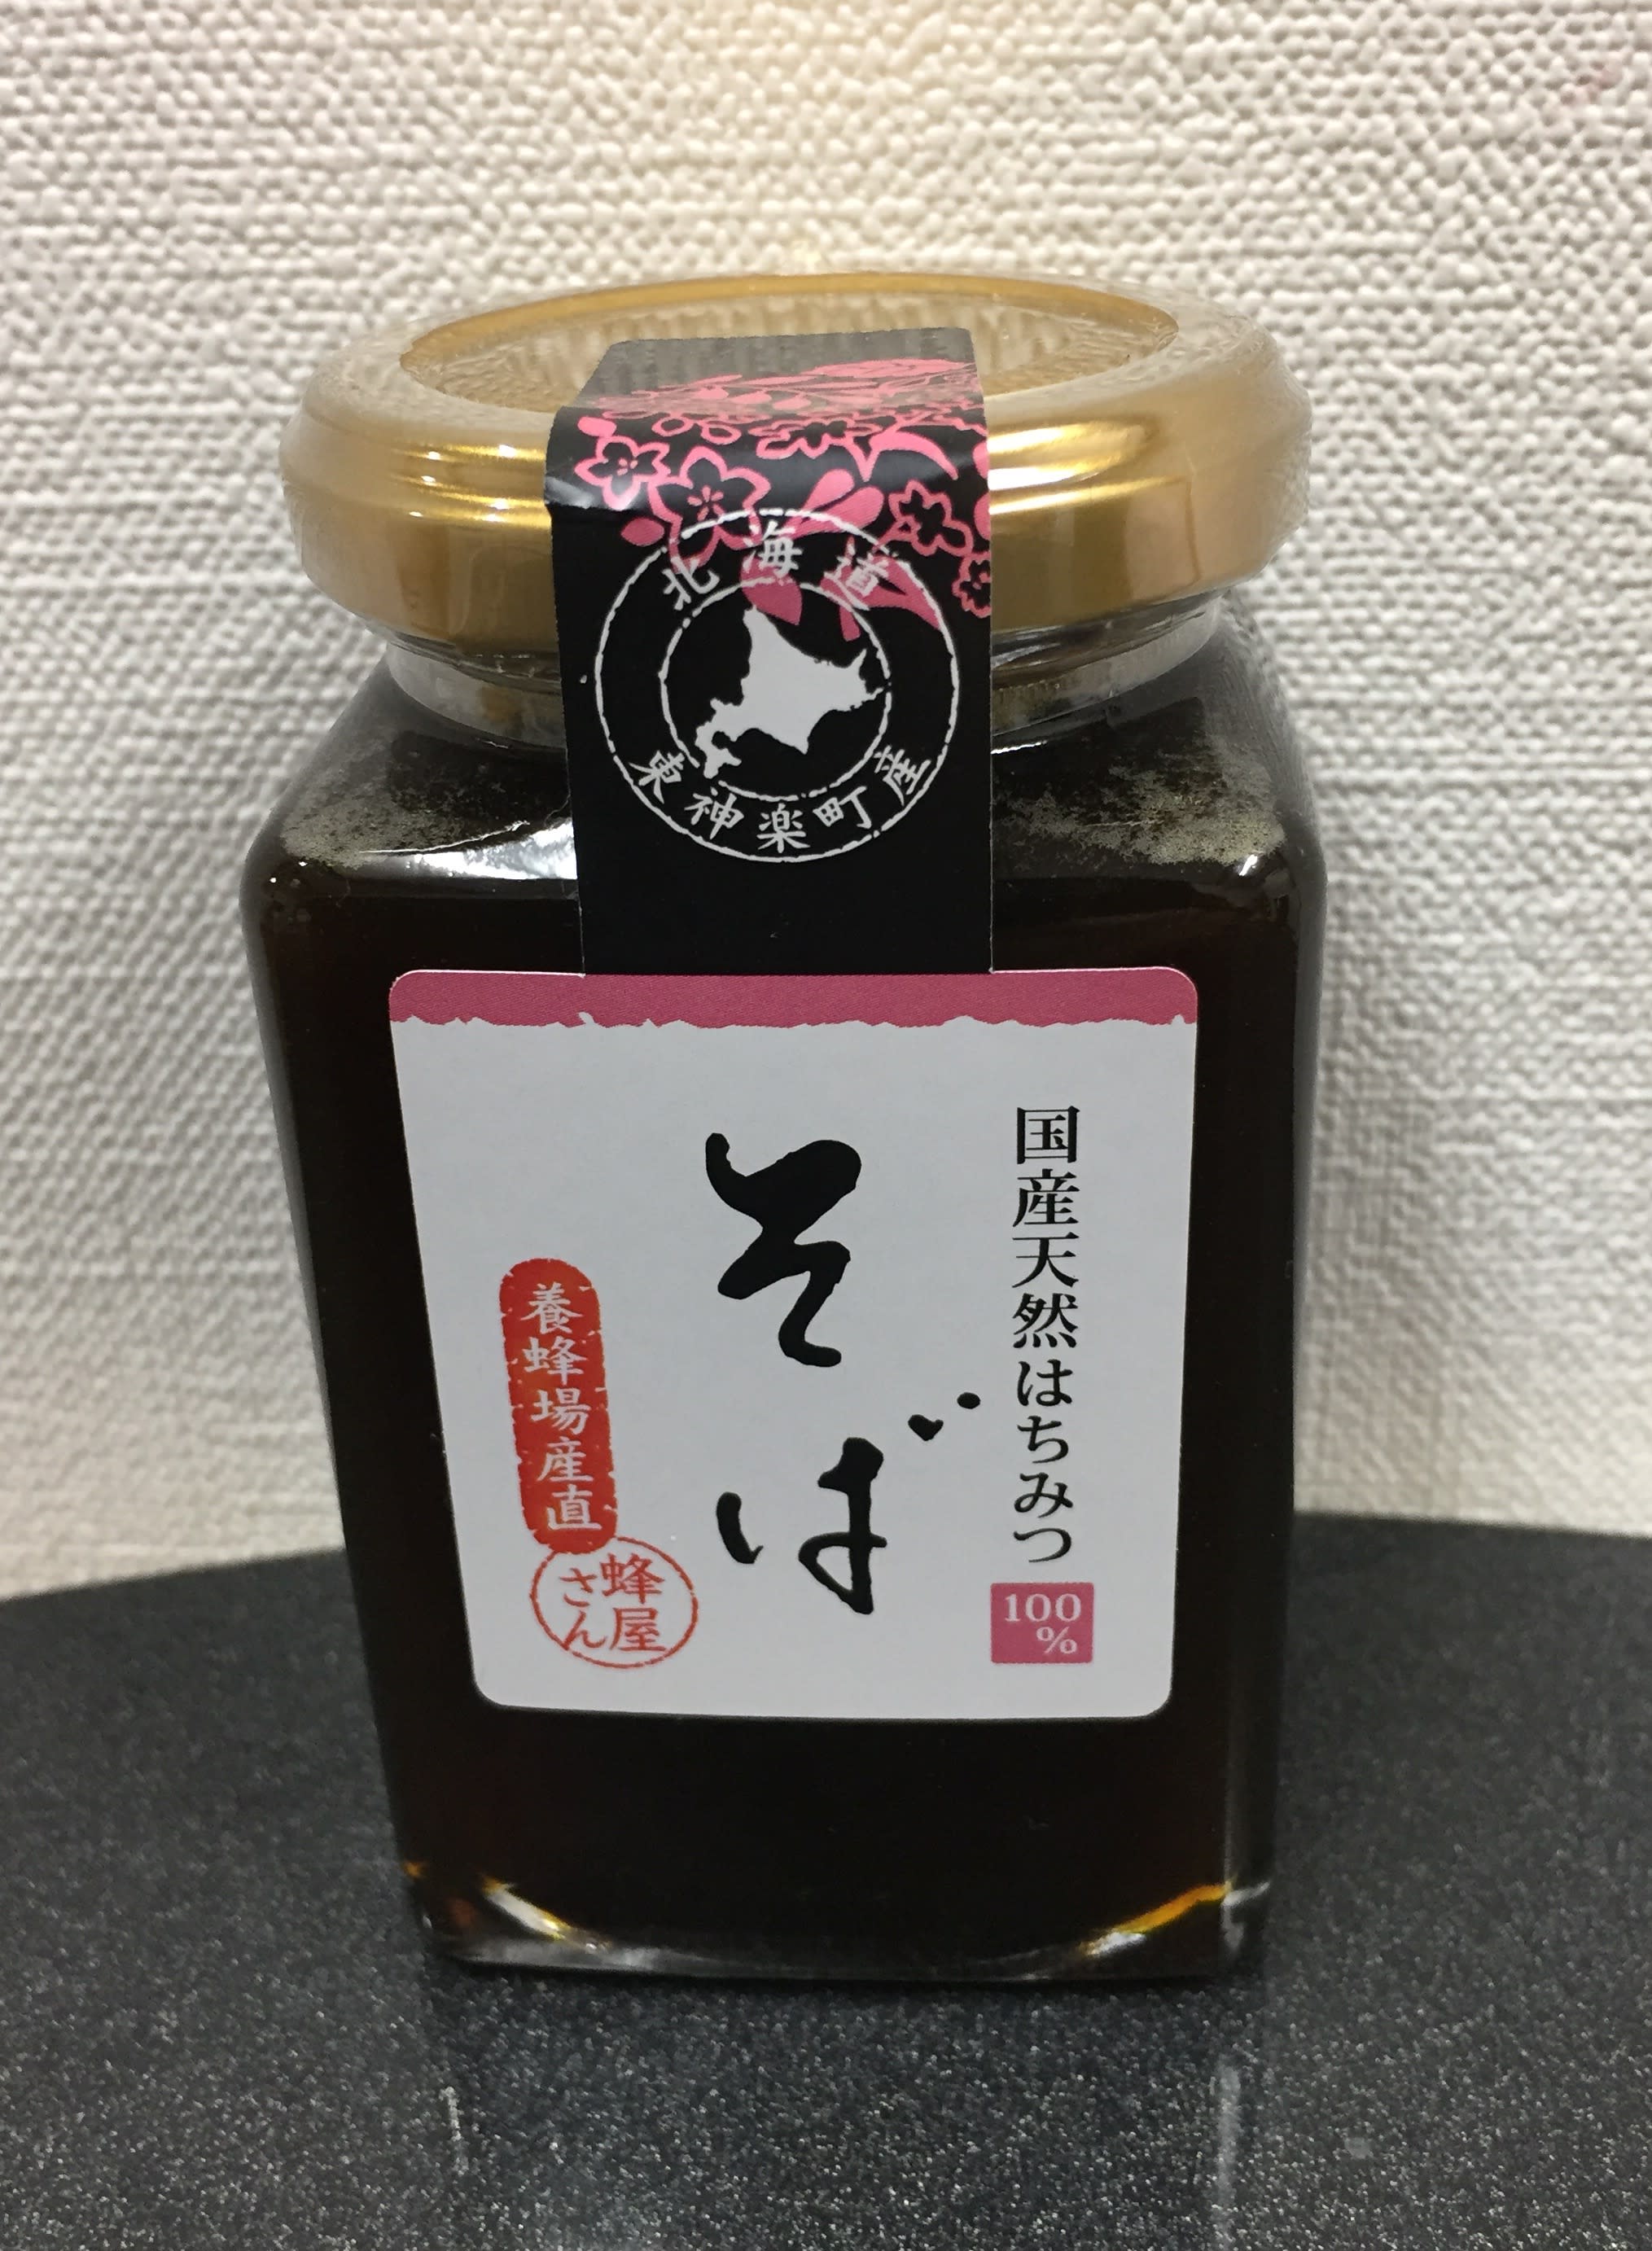 北海道
東神楽町産
国産天然はちみつ
100
%
そば
養蜂場産直
蜂屋
さん